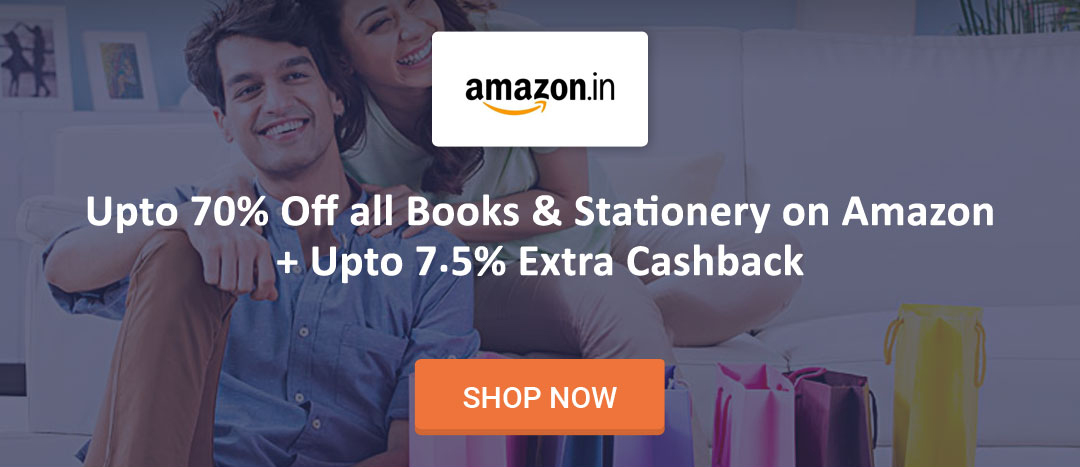 amazon.in
Upto 70% Off all Books & Stationery on Amazon
+ Upto 7.5% Extra Cashback
SHOP NOW